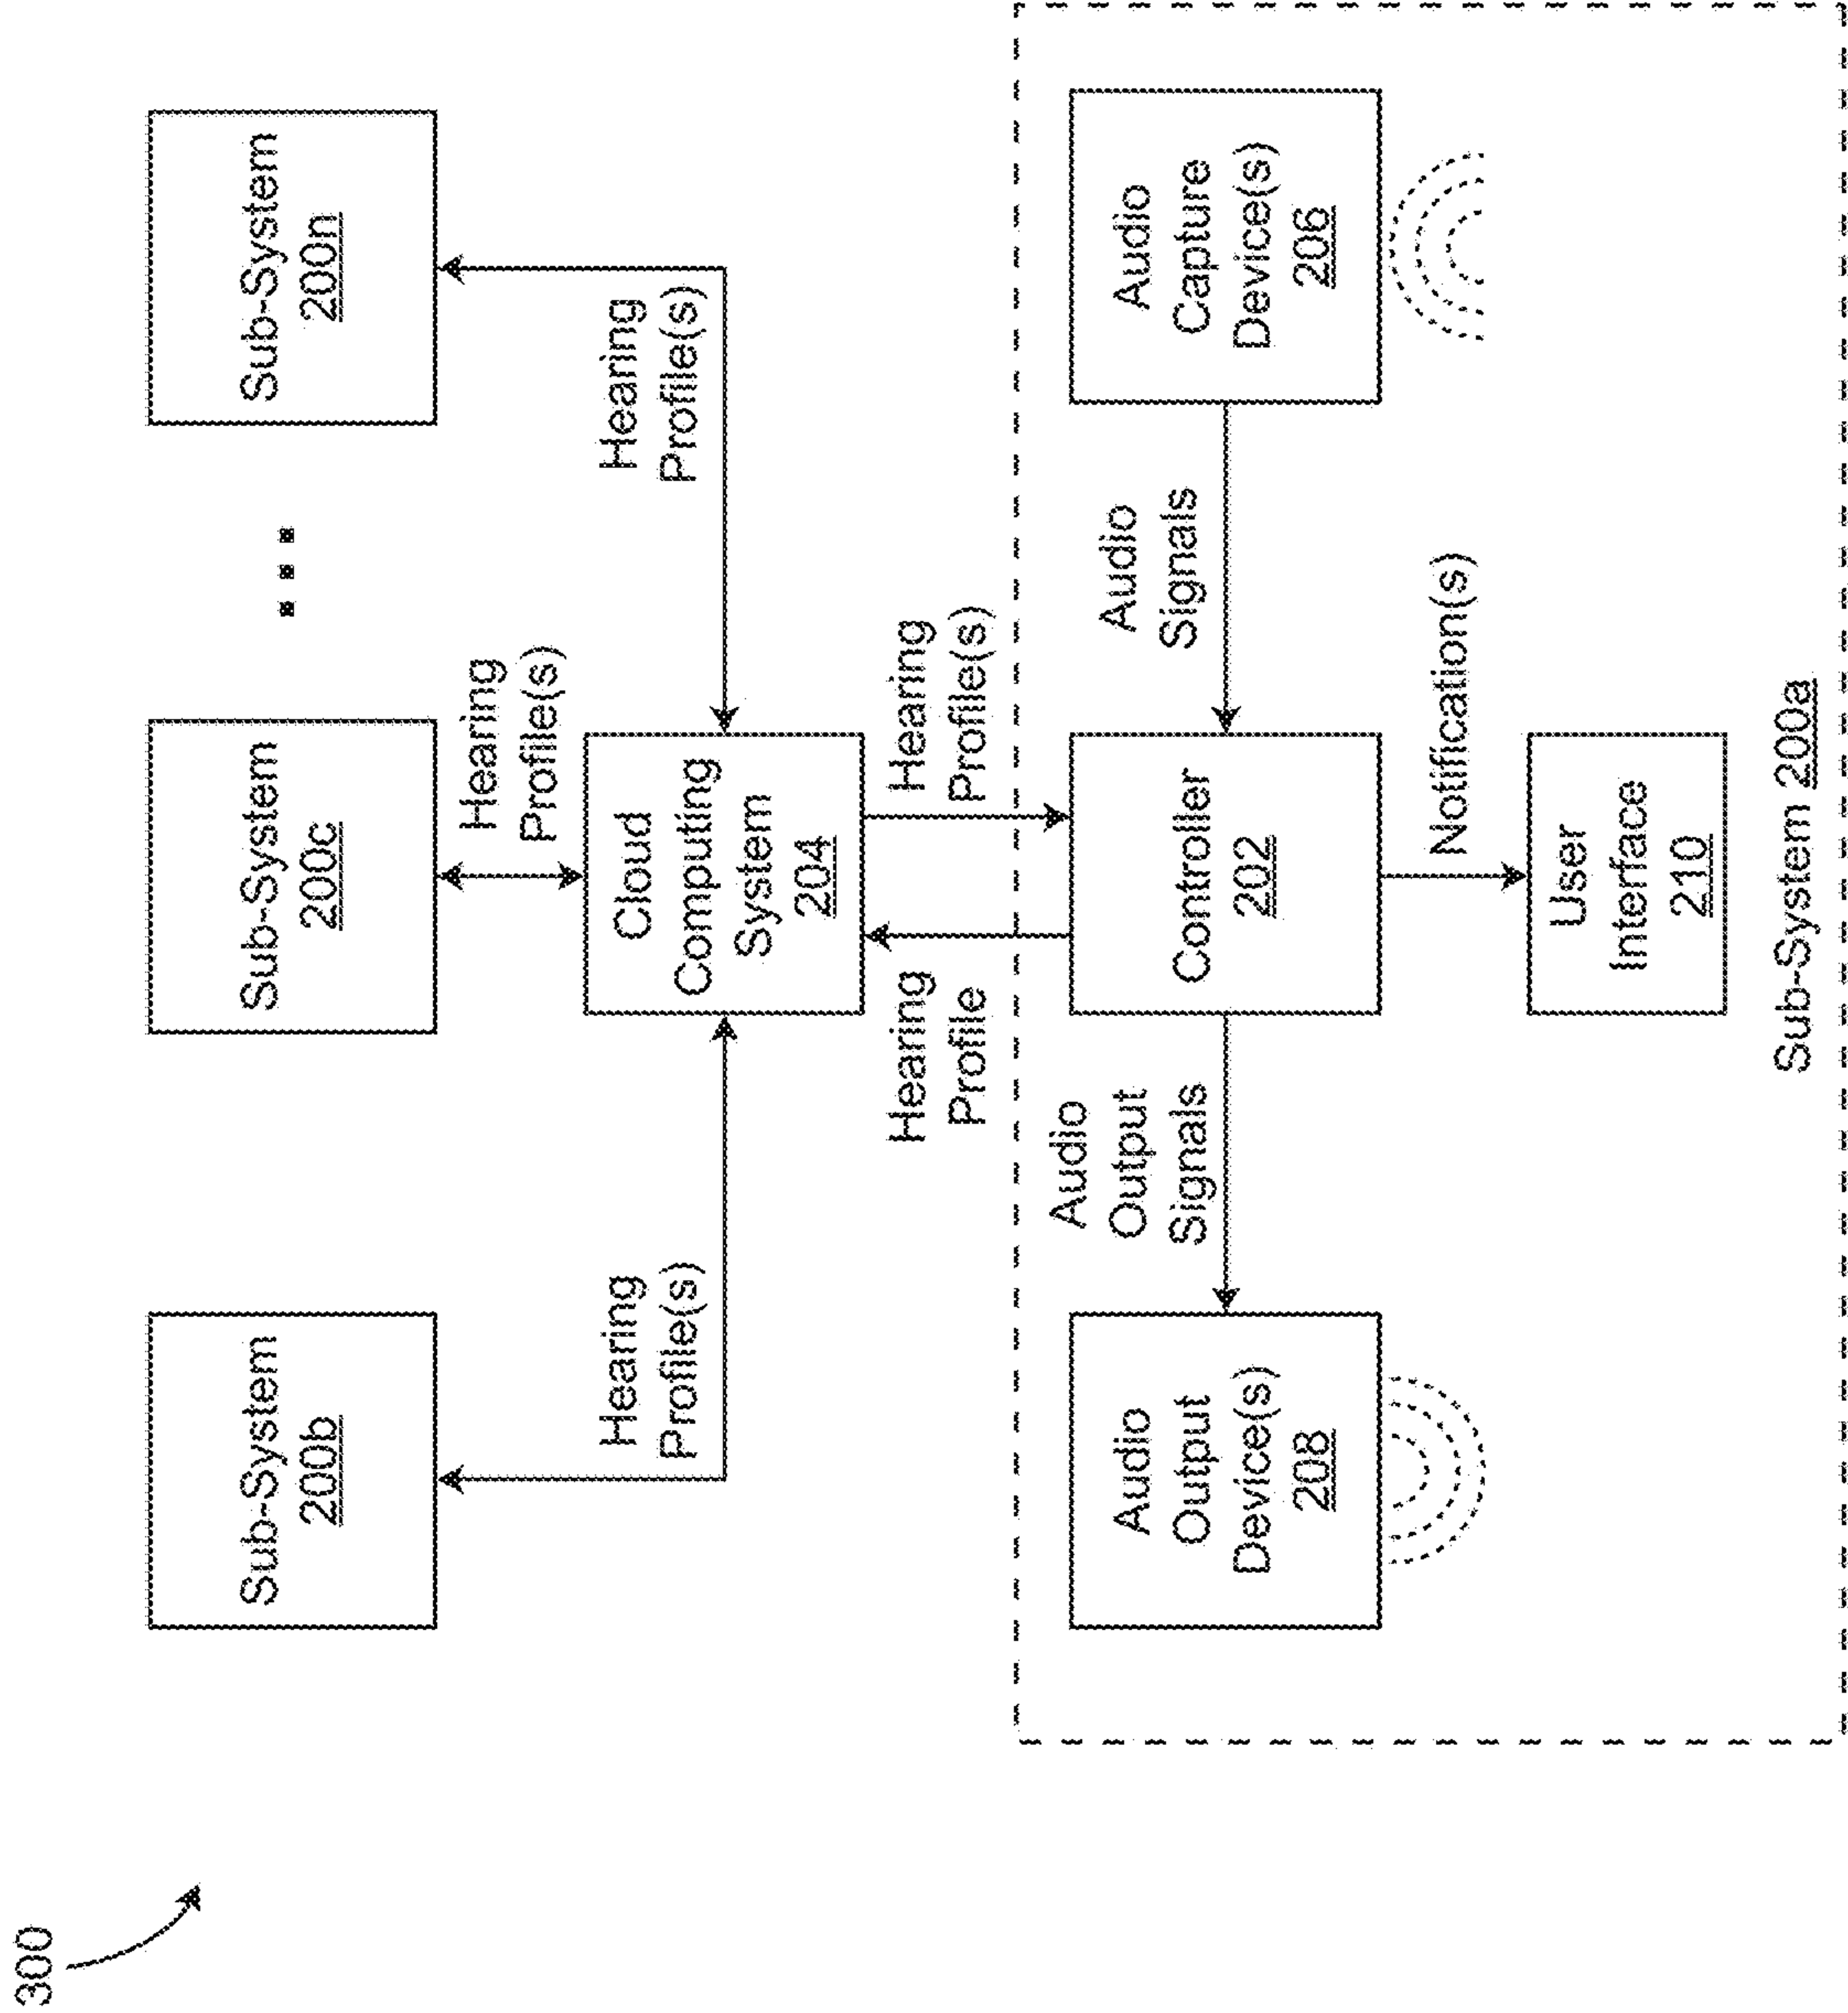 300
Sub-System
200b
Sub-System
200c
...
Sub-System
200n
Hearing
Profile(s)
Hearing
Profile(s)
Hearing
Profile(s)
Cloud
Computing
System
204
Hearing
Profile
Hearing
Profile(s)
Audio
Output
Device(s)
208
Audio
Output
Signals
Controller
202
Audio
Signals
Audio
Capture
Device(s)
206
Notification(s)
User
Interface
210
Sub-System 200a